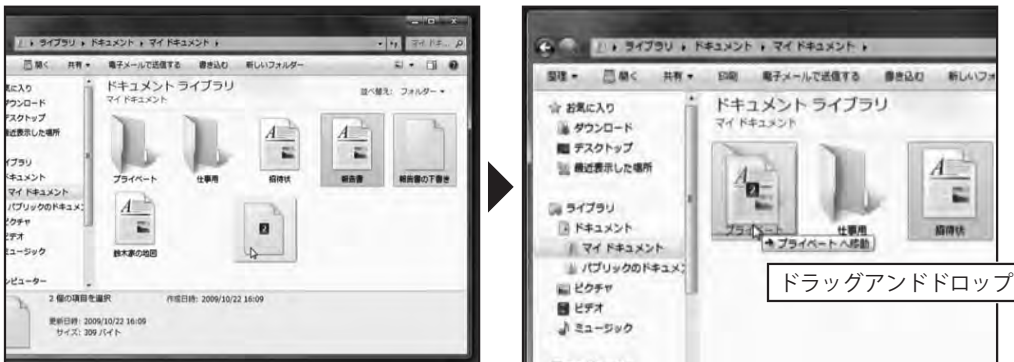 ライブラリ ▸ ドキュメント ▸ マイ ドキュメント ▸
開く 共有 ▾ 電子メールで送信する 書き込む 新しいフォルダー
に入り
ウンロード
スクトップ
近表示した場所
イブラリ
ドキュメント
マイ ドキュメント
パブリックのドキュメ
ピクチャ
デオ
ュージック
ンピューター
ドキュメント ライブラリ
マイ ドキュメント
並べ替え: フォルダー ▾
プライベート
仕事用
招待状
報告書
報告書の下書き
鈴木家の地図
2
2 個の項目を選択 作成日時: 2009/10/22 16:09
更新日時: 2009/10/22 16:09
サイズ: 209 バイト
ライブラリ ▸ ドキュメント ▸ マイ ドキュメント ▸
整理 ▾ 開く 共有 ▾ 印刷 電子メールで送信する 書き込む 新しいフォ
お気に入り
ダウンロード
デスクトップ
最近表示した場所
ライブラリ
ドキュメント
マイ ドキュメント
パブリックのドキュメ
ピクチャ
ビデオ
ミュージック
ドキュメント ライブラリ
マイ ドキュメント
2
プライベート
仕事用
招待状
プライベート へ移動
ドラッグアンドドロップ